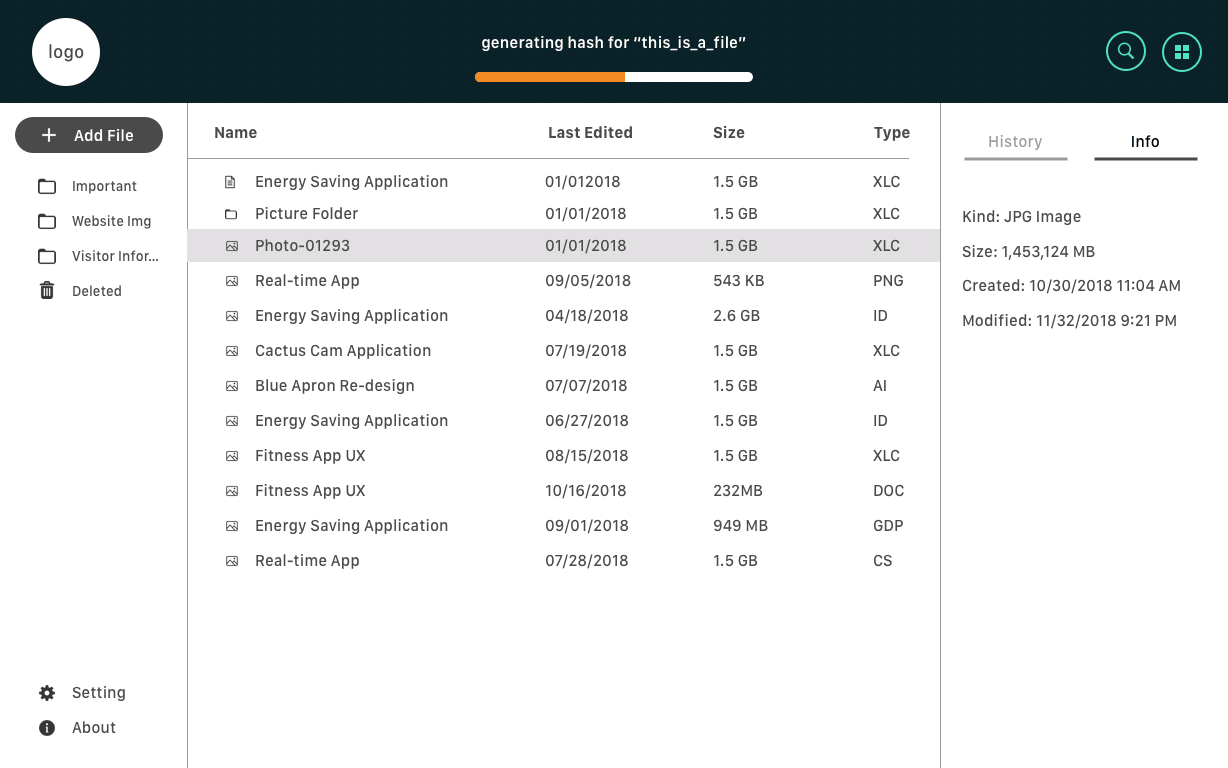 logo
generating hash for “this_is_a_file”
Add File
Important
Website Img
Visitor Infor...
Deleted
Setting
About
Name Last Edited Size Type
Energy Saving Application 01/012018 1.5 GB XLC
Picture Folder 01/01/2018 1.5 GB XLC
Photo-01293 01/01/2018 1.5 GB XLC
Real-time App 09/05/2018 543 KB PNG
Energy Saving Application 04/18/2018 2.6 GB ID
Cactus Cam Application 07/19/2018 1.5 GB XLC
Blue Apron Re-design 07/07/2018 1.5 GB AI
Energy Saving Application 06/27/2018 1.5 GB ID
Fitness App UX 08/15/2018 1.5 GB XLC
Fitness App UX 10/16/2018 232MB DOC
Energy Saving Application 09/01/2018 949 MB GDP
Real-time App 07/28/2018 1.5 GB CS
History Info
Kind: JPG Image
Size: 1,453,124 MB
Created: 10/30/2018 11:04 AM
Modified: 11/32/2018 9:21 PM